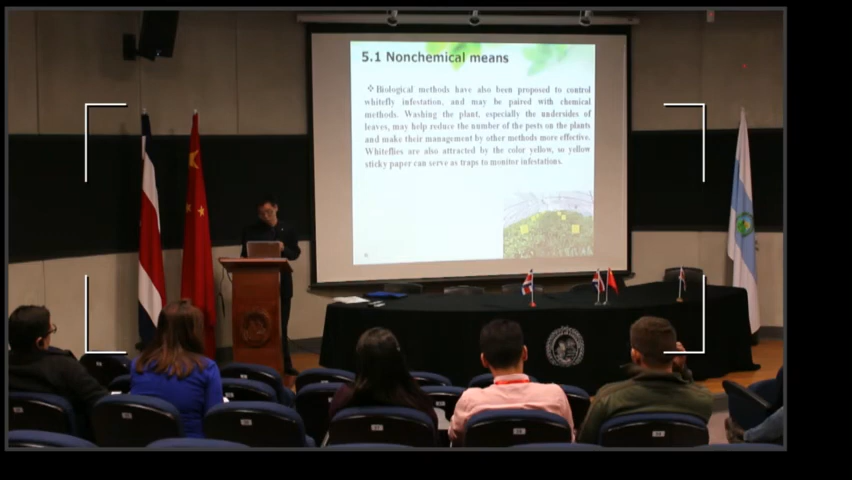 5.1 Nonchemical means
❖Biological methods have also been proposed to control
whitefly infestation, and may be paired with chemical
methods. Washing the plant, especially the undersides of
leaves, may help reduce the number of the pests on the plants
and make their management by other methods more effective.
Whiteflies are also attracted by the color yellow, so yellow
sticky paper can serve as traps to monitor infestations.